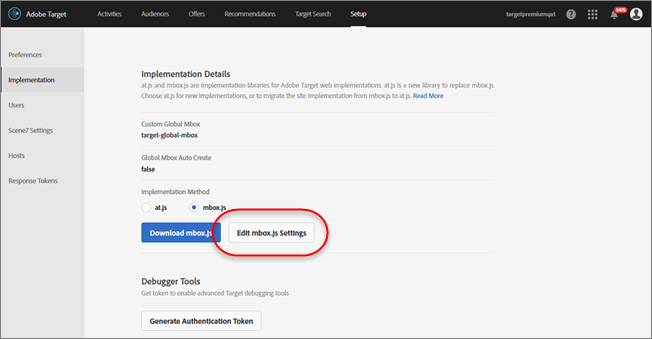 Adobe Target Activities Audiences Offers Recommendations Target Search Setup targetpremiumqa1 ? 5475
Preferences
Implementation
Users
Scene7 Settings
Hosts
Response Tokens
Implementation Details
at.js and mbox.js are implementation libraries for Adobe Target web implementations. at.js is a new library to replace mbox.js.
Choose at.js for new implementations, or to migrate the site implementation from mbox.js to at.js. Read More
Custom Global Mbox
target-global-mbox
Global Mbox Auto Create
false
Implementation Method
at.js mbox.js
Download mbox.js Edit mbox.js Settings
Debugger Tools
Get token to enable advanced Target debugging tools
Generate Authentication Token